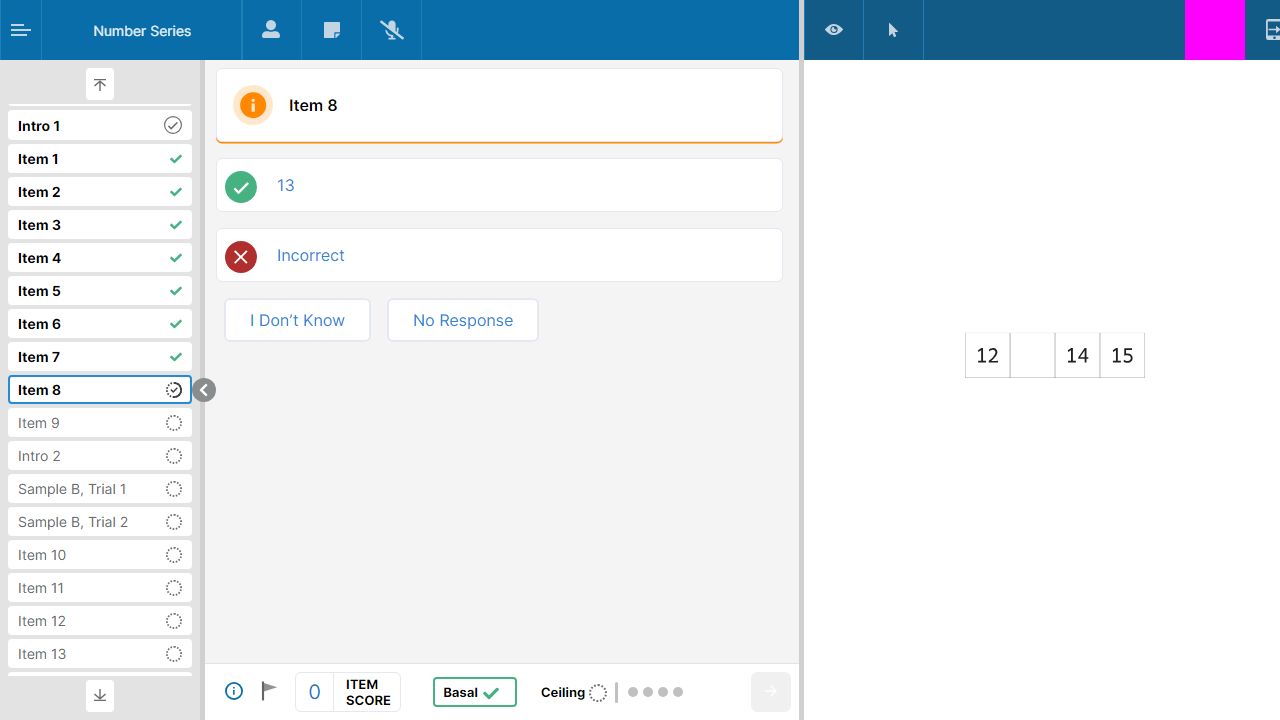 Number Series
Intro 1
Item 1
Item 2
Item 3
Item 4
Item 5
Item 6
Item 7
Item 8
Item 9
Intro 2
Sample B, Trial 1
Sample B, Trial 2
Item 10
Item 11
Item 12
Item 13
Item 8
13
Incorrect
I Don’t Know
No Response
0
ITEM
SCORE
Basal
Ceiling
12 14 15